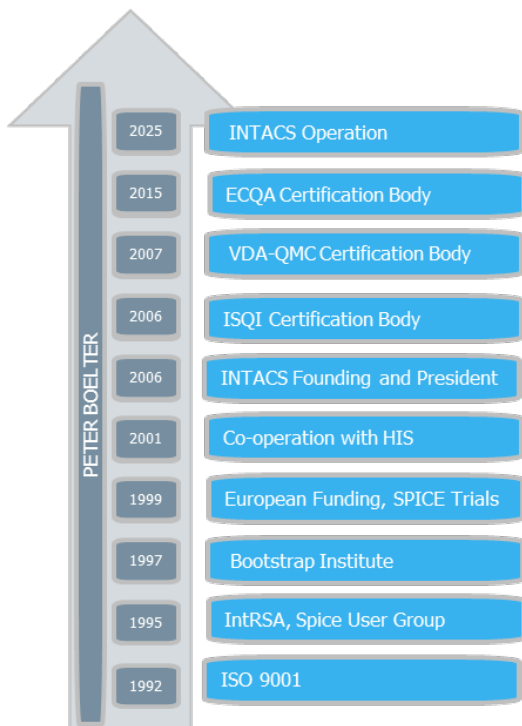 PETER BOELTER
2025 INTACS Operation
2015 ECQA Certification Body
2007 VDA-QMC Certification Body
2006 ISQI Certification Body
2006 INTACS Founding and President
2001 Co-operation with HIS
1999 European Funding, SPICE Trials
1997 Bootstrap Institute
1995 IntRSA, Spice User Group
1992 ISO 9001